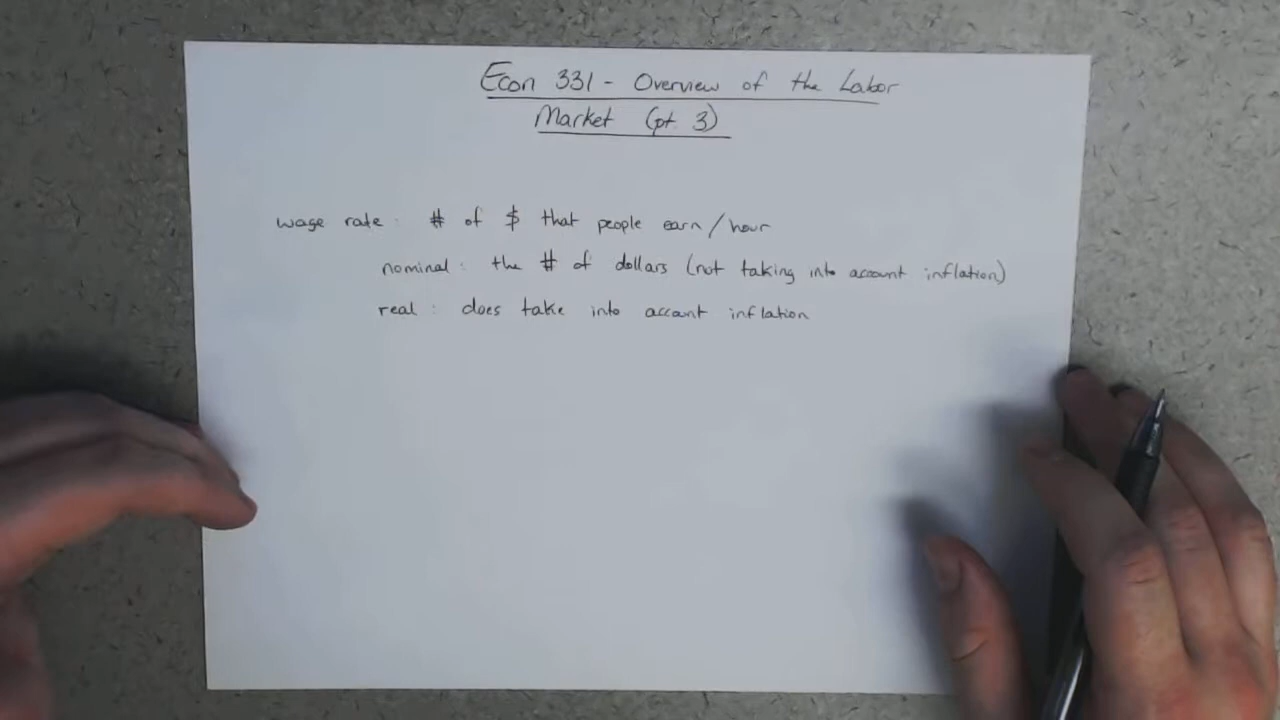 Econ 331 - Overview of the Labor
Market (pt. 3)
wage rate: # of $ that people earn/hour
nominal: the # of dollars (not taking into account inflation)
real: does take into account inflation